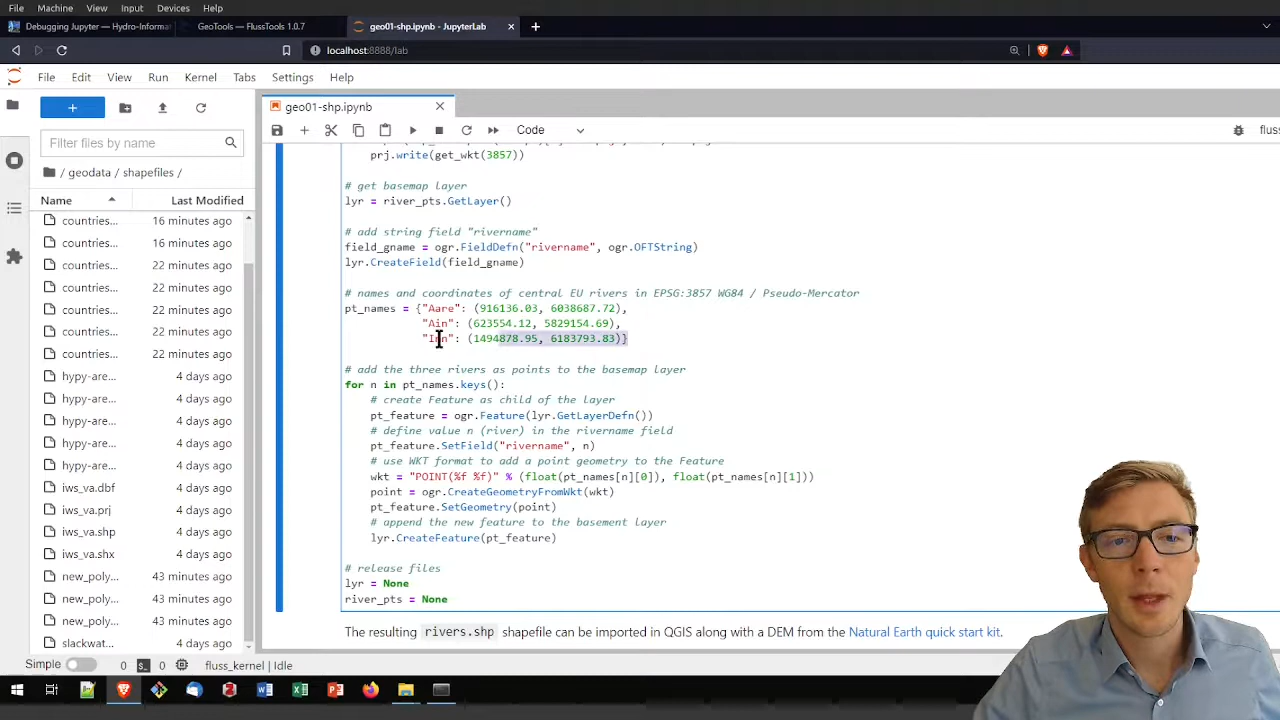 File Machine View Input Devices Help
Debugging Jupyter — Hydro-Informat
GeoTools — FlussTools 1.0.7
geo01-shp.ipynb - JupyterLab
localhost:8888/lab
File Edit View Run Kernel Tabs Settings Help
geo01-shp.ipynb
Filter files by name
Code
fluss
/ geodata / shapefiles /
Name Last Modified
countries... 16 minutes ago
countries... 16 minutes ago
countries... 22 minutes ago
countries... 22 minutes ago
countries... 22 minutes ago
countries... 22 minutes ago
countries... 22 minutes ago
hypy-are... 4 days ago
hypy-are... 4 days ago
hypy-are... 4 days ago
hypy-are... 4 days ago
hypy-are... 4 days ago
iws_va.dbf 4 days ago
iws_va.prj 4 days ago
iws_va.shp 4 days ago
iws_va.shx 4 days ago
new_poly... 43 minutes ago
new_poly... 43 minutes ago
new_poly... 43 minutes ago
slackwat... 4 days ago
prj.write(get_wkt(3857))
# get basemap layer
lyr = river_pts.GetLayer()
# add string field "rivername"
field_gname = ogr.FieldDefn("rivername", ogr.OFTString)
lyr.CreateField(field_gname)
# names and coordinates of central EU rivers in EPSG:3857 WG84 / Pseudo-Mercator
pt_names = {"Aare": (916136.03, 6038687.72),
"Ain": (623554.12, 5829154.69),
"Inn": (1494878.95, 6183793.83)}
# add the three rivers as points to the basemap layer
for n in pt_names.keys():
# create Feature as child of the layer
pt_feature = ogr.Feature(lyr.GetLayerDefn())
# define value n (river) in the rivername field
pt_feature.SetField("rivername", n)
# use WKT format to add a point geometry to the Feature
wkt = "POINT(%f %f)" % (float(pt_names[n][0]), float(pt_names[n][1]))
point = ogr.CreateGeometryFromWkt(wkt)
pt_feature.SetGeometry(point)
# append the new feature to the basement layer
lyr.CreateFeature(pt_feature)
# release files
lyr = None
river_pts = None
The resulting rivers.shp shapefile can be imported in QGIS along with a DEM from the Natural Earth quick start kit.
Simple 0 0 fluss_kernel | Idle